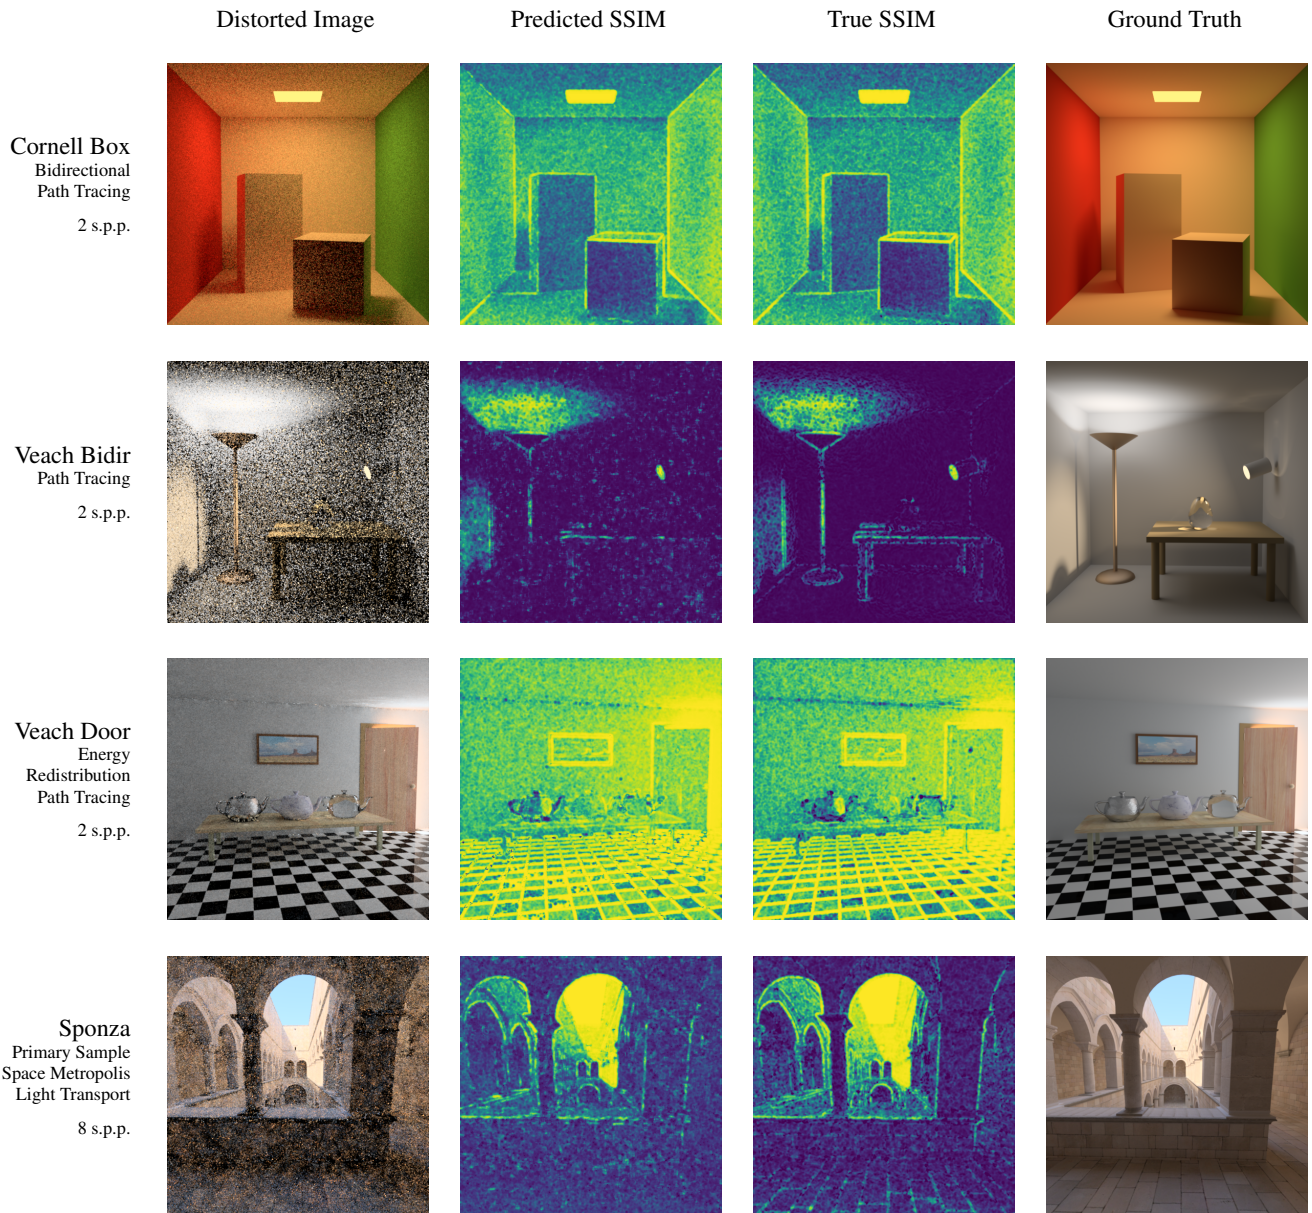 Distorted Image
Predicted SSIM
True SSIM
Ground Truth
Cornell Box
Bidirectional
Path Tracing
2 s.p.p.
Veach Bidir
Path Tracing
2 s.p.p.
Veach Door
Energy
Redistribution
Path Tracing
2 s.p.p.
Sponza
Primary Sample
Space Metropolis
Light Transport
8 s.p.p.